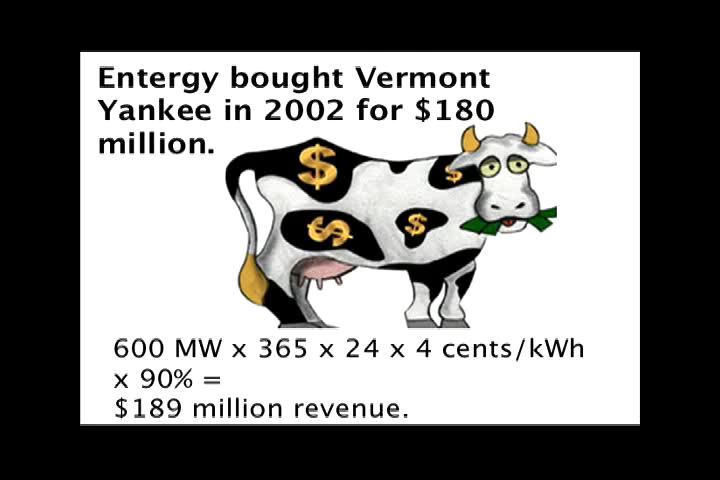 Entergy bought Vermont
Yankee in 2002 for $180
million.
$
$
$
$
600 MW x 365 x 24 x 4 cents/kWh
x 90% =
$189 million revenue.